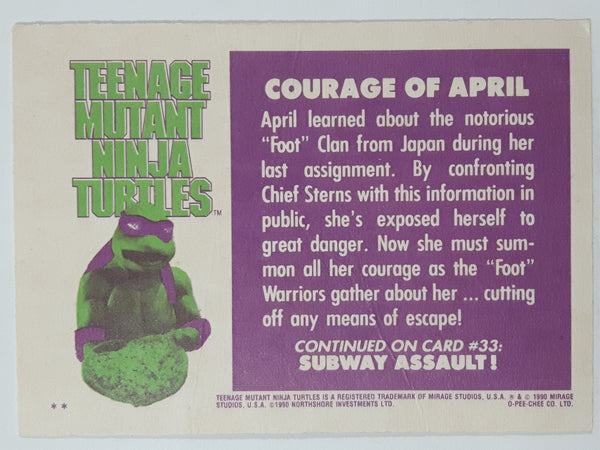 TEENAGE
MUTANT
NINJA
TURTLES™
COURAGE OF APRIL
April learned about the notorious
"Foot" Clan from Japan during her
last assignment. By confronting
Chief Sterns with this information in
public, she's exposed herself to
great danger. Now she must sum-
mon all her courage as the "Foot"
Warriors gather about her ... cutting
off any means of escape!
CONTINUED ON CARD #33:
SUBWAY ASSAULT!
TEENAGE MUTANT NINJA TURTLES IS A REGISTERED TRADEMARK OF MIRAGE STUDIOS, U.S.A. ® & © 1990 MIRAGE
STUDIOS, U.S.A. ©1990 NORTHSHORE INVESTMENTS LTD. O-PEE-CHEE CO. LTD.
* *